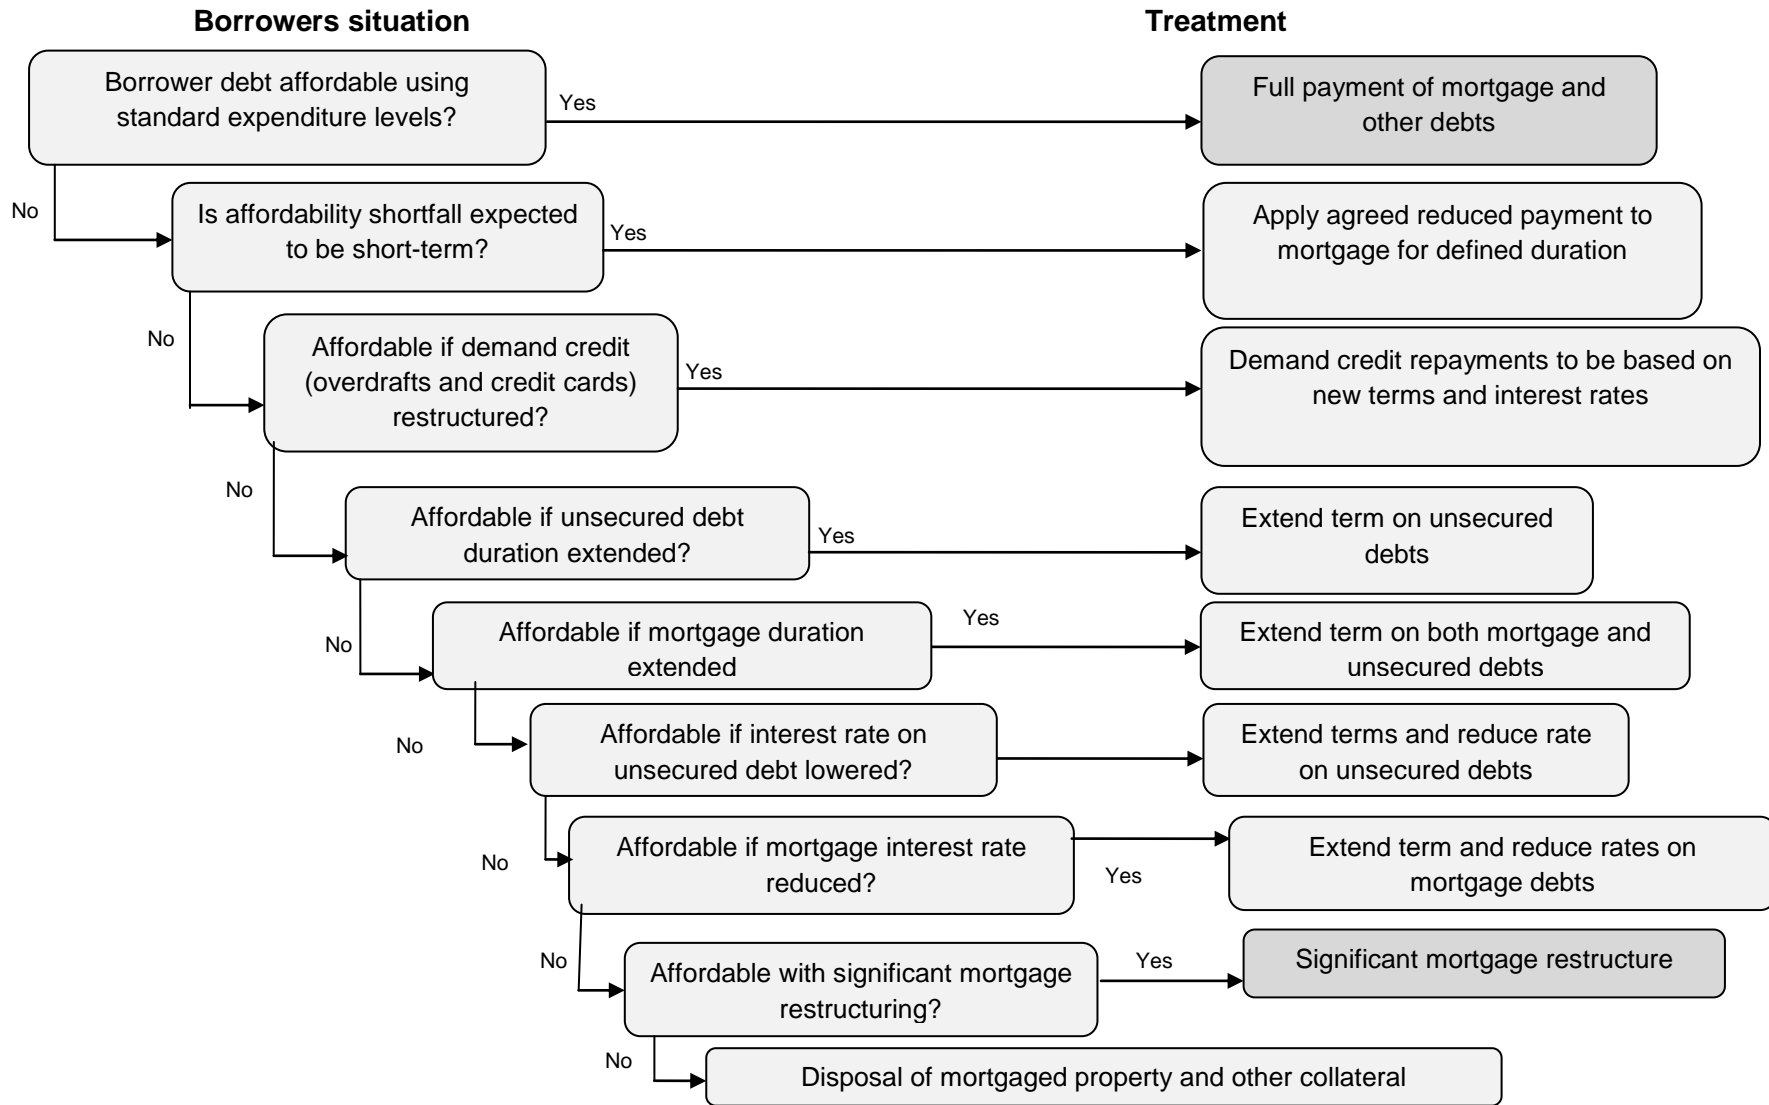 Borrowers situation
Treatment
Borrower debt affordable using
standard expenditure levels?
Yes
Full payment of mortgage and
other debts
No
Is affordability shortfall expected
to be short-term?
Yes
Apply agreed reduced payment to
mortgage for defined duration
No
Affordable if demand credit
(overdrafts and credit cards)
restructured?
Yes
Demand credit repayments to be based on
new terms and interest rates
No
Affordable if unsecured debt
duration extended?
Yes
Extend term on unsecured
debts
No
Affordable if mortgage duration
extended
Yes
Extend term on both mortgage and
unsecured debts
No
Affordable if interest rate on
unsecured debt lowered?
Extend terms and reduce rate
on unsecured debts
No
Affordable if mortgage interest rate
reduced?
Yes
Extend term and reduce rates on
mortgage debts
No
Affordable with significant mortgage
restructuring?
Yes
Significant mortgage restructure
No
Disposal of mortgaged property and other collateral